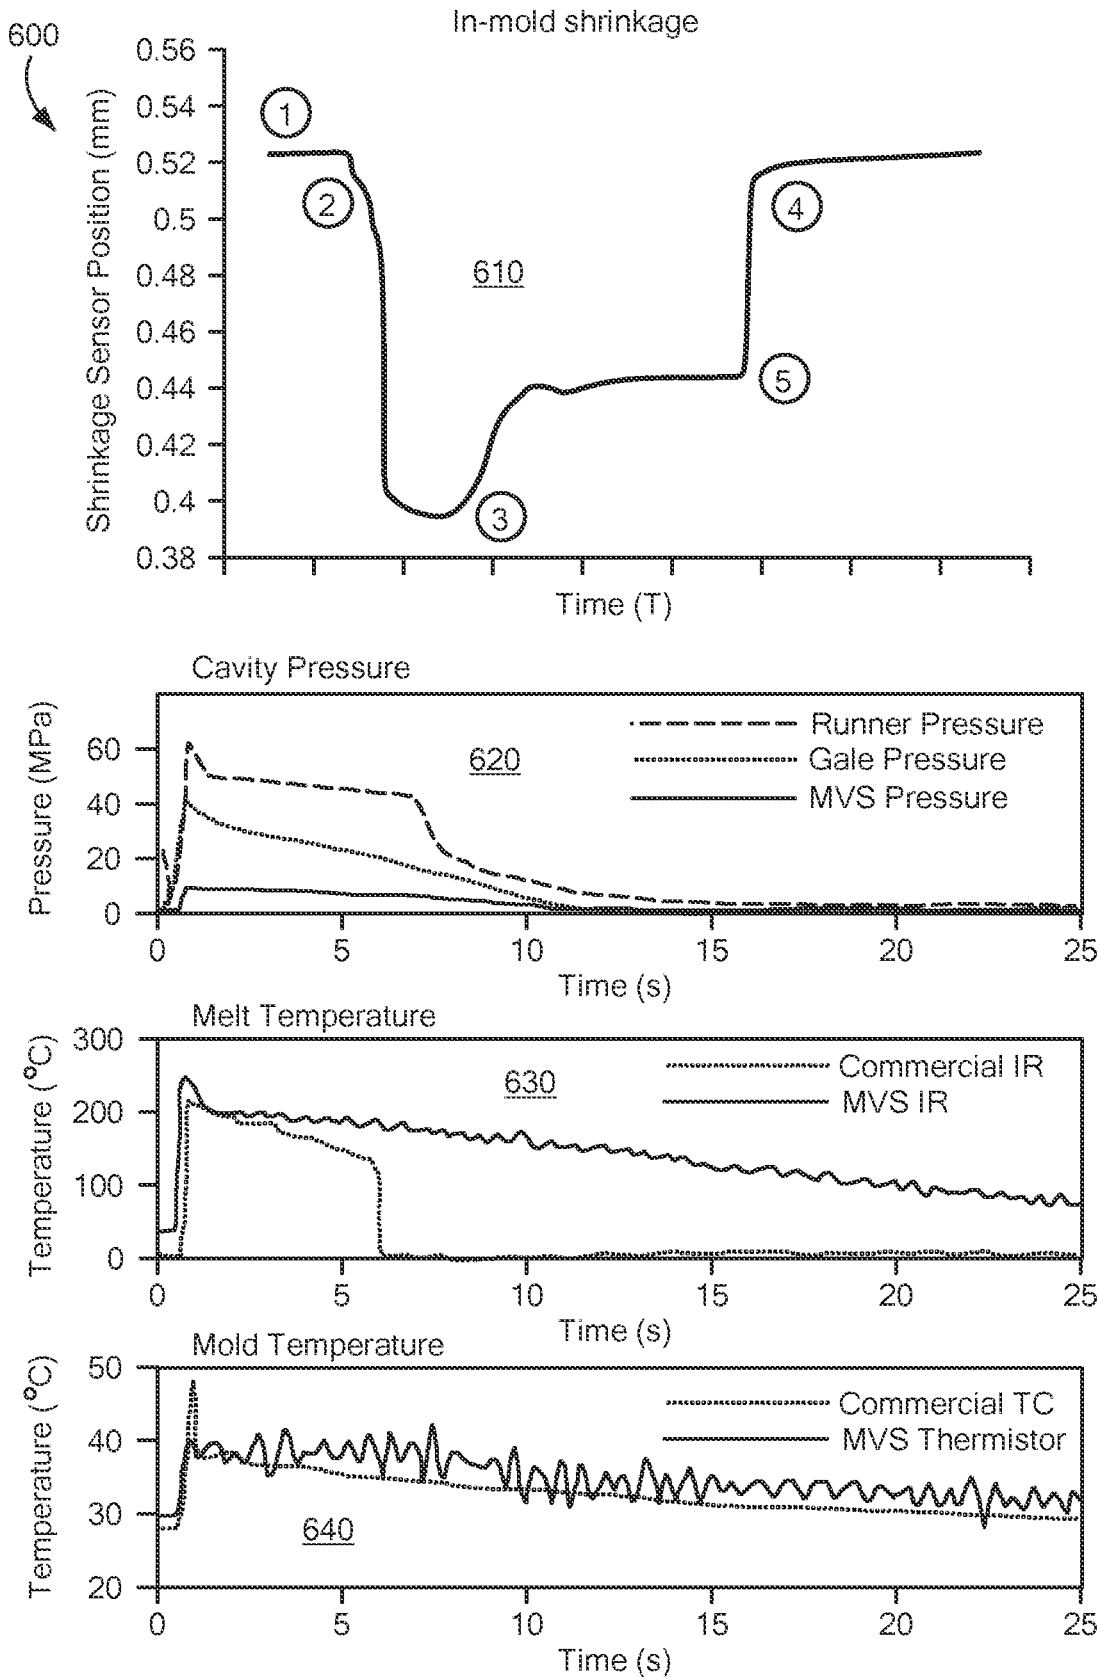 In-mold shrinkage
600
0.56
0.54
0.52
0.5
0.48
0.46
0.44
0.42
0.4
0.38
Shrinkage Sensor Position (mm)
1
2
3
4
5
610
Time (T)
Cavity Pressure
Pressure (MPa)
60
40
20
0
620
Runner Pressure
Gale Pressure
MVS Pressure
0 5 10 15 20 25
Time (s)
Melt Temperature
Temperature (°C)
300
200
100
0
630
Commercial IR
MVS IR
0 5 10 15 20 25
Time (s)
Mold Temperature
Temperature (°C)
50
40
30
20
640
Commercial TC
MVS Thermistor
0 5 10 15 20 25
Time (s)